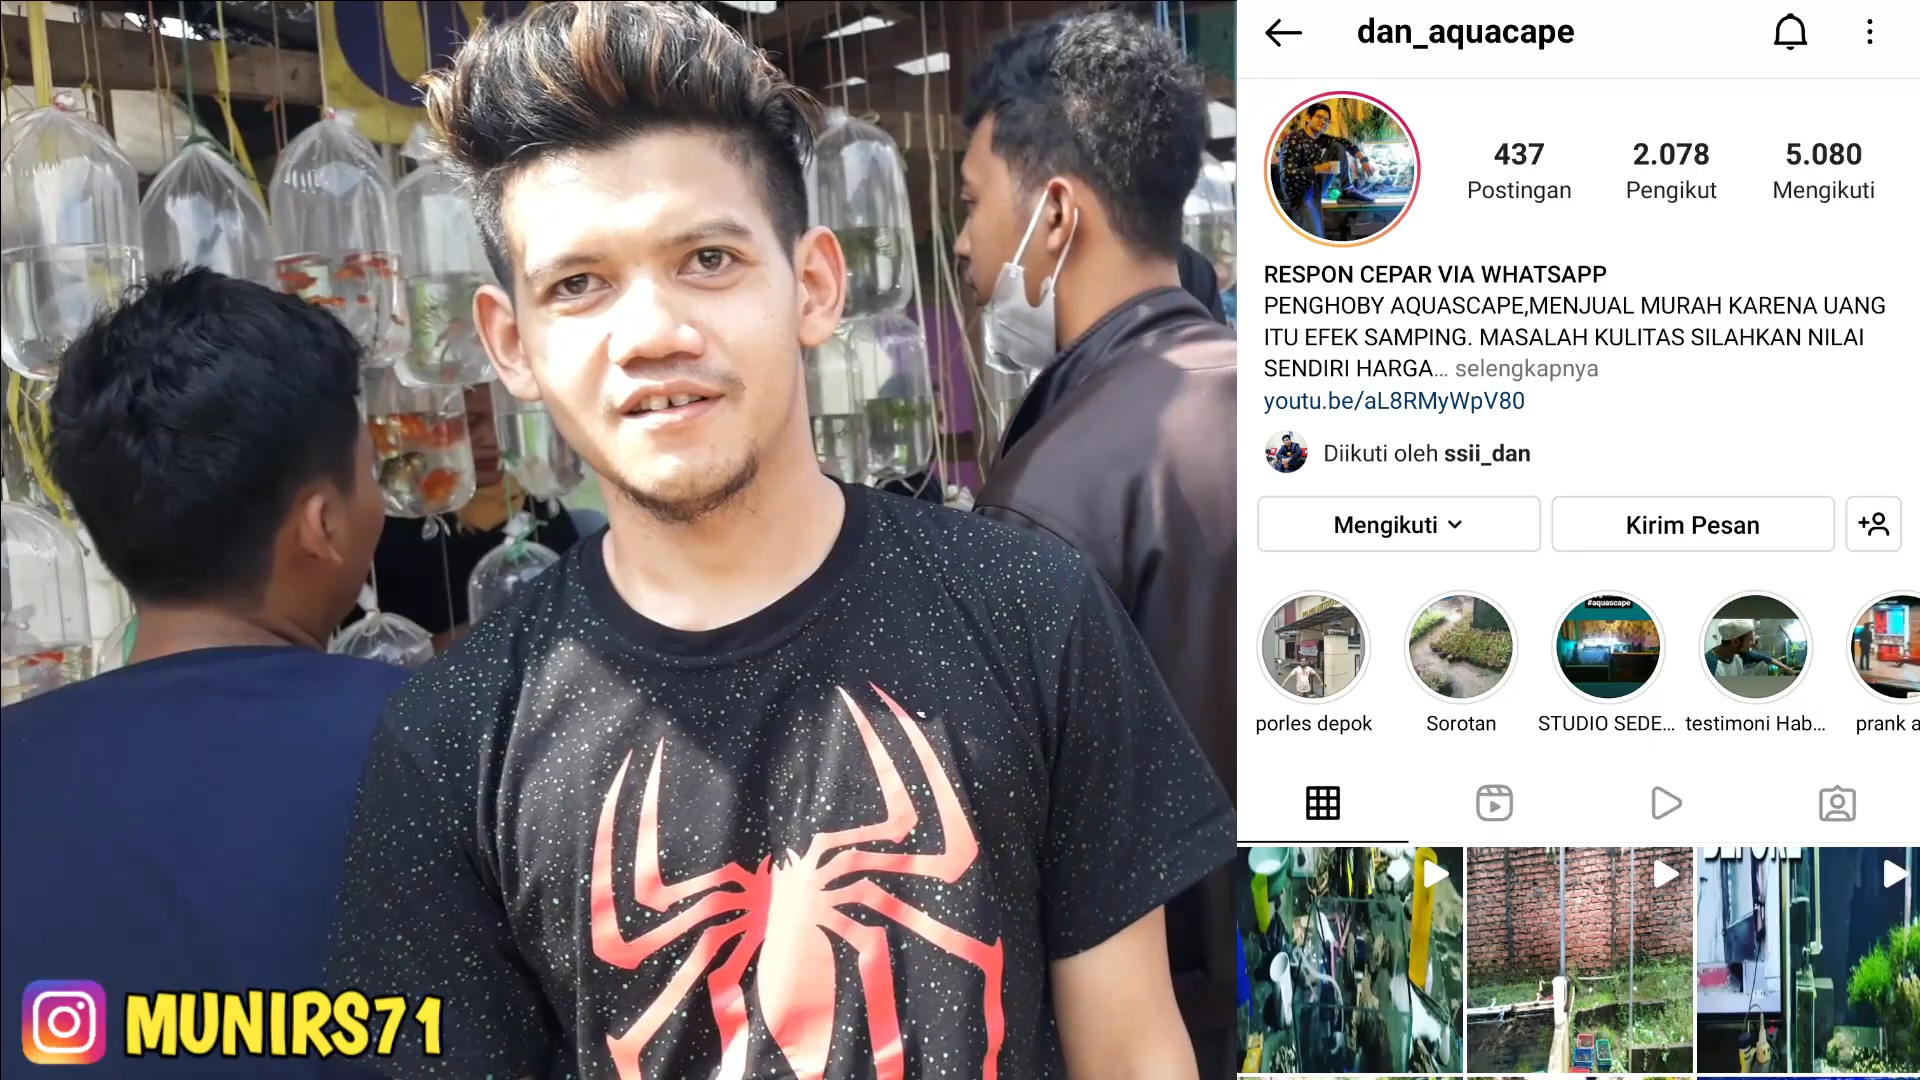 MUNIRS71
dan_aquacape
437
2.078
5.080
Postingan
Pengikut
Mengikuti
RESPON CEPAR VIA WHATSAPP
PENGHOBY AQUASCAPE,MENJUAL MURAH KARENA UANG
ITU EFEK SAMPING. MASALAH KULITAS SILAHKAN NILAI
SENDIRI HARGA... selengkapnya
youtu.be/aL8RMyWpV80
Diikuti oleh ssii_dan
Mengikuti
Kirim Pesan
#aquascape
porles depok
Sorotan
STUDIO SEDE...
testimoni Hab...
prank a